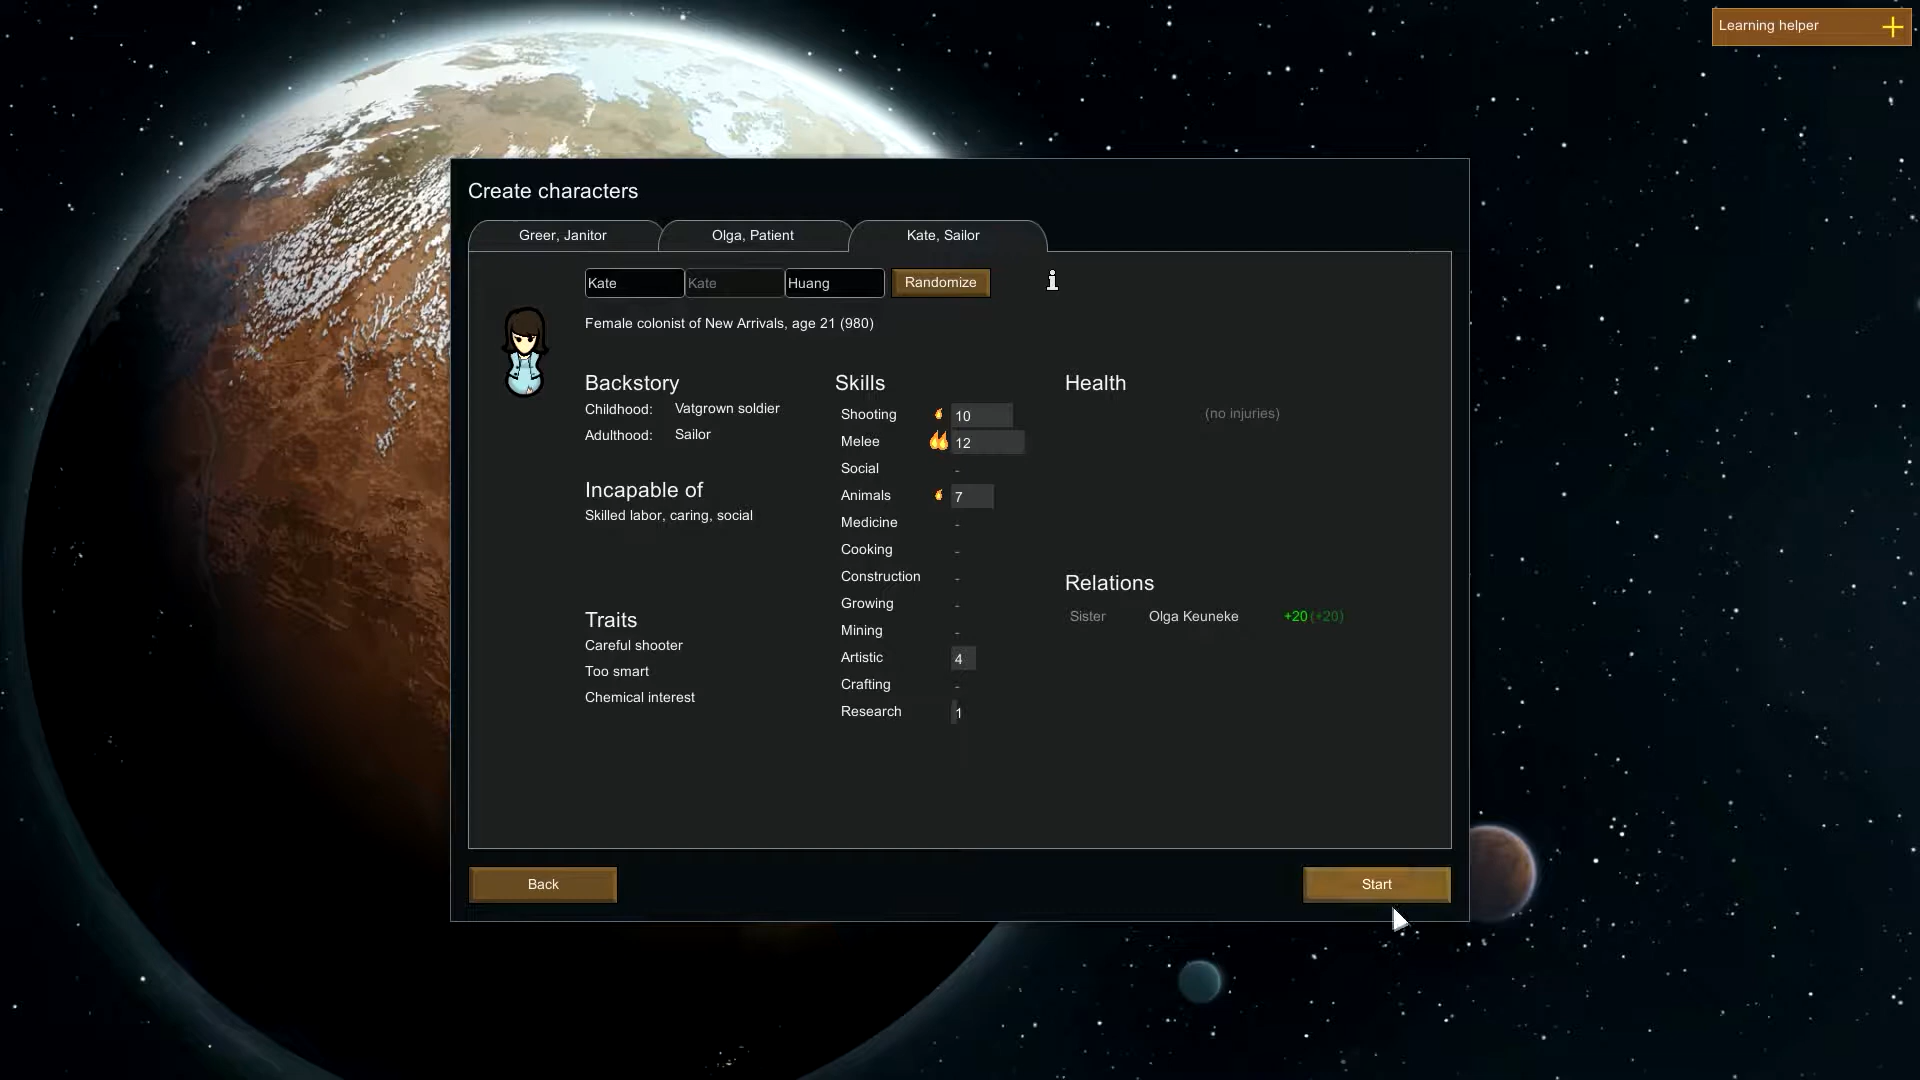 Learning helper
Create characters
Greer, Janitor
Olga, Patient
Kate, Sailor
Kate
Kate
Huang
Randomize
Female colonist of New Arrivals, age 21 (980)
Backstory
Childhood: Vatgrown soldier
Adulthood: Sailor
Incapable of
Skilled labor, caring, social
Traits
Careful shooter
Too smart
Chemical interest
Skills
Shooting 10
Melee 12
Social -
Animals 7
Medicine -
Cooking -
Construction -
Growing -
Mining -
Artistic 4
Crafting -
Research 1
Health
(no injuries)
Relations
Sister Olga Keuneke +20 (+20)
Back
Start